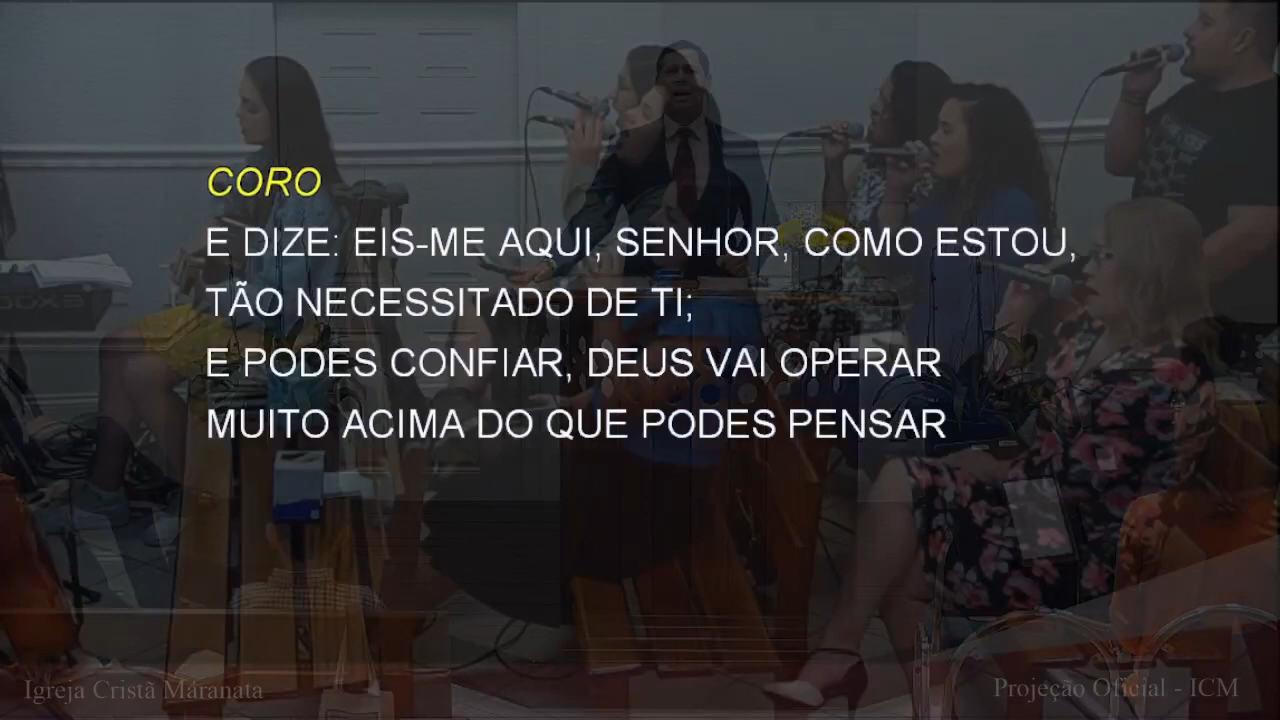 CORO
E DIZE: EIS-ME AQUI, SENHOR, COMO ESTOU,
TÃO NECESSITADO DE TI;
E PODES CONFIAR, DEUS VAI OPERAR
MUITO ACIMA DO QUE PODES PENSAR
Igreja Cristã Maranata
Projeção Oficial - ICM